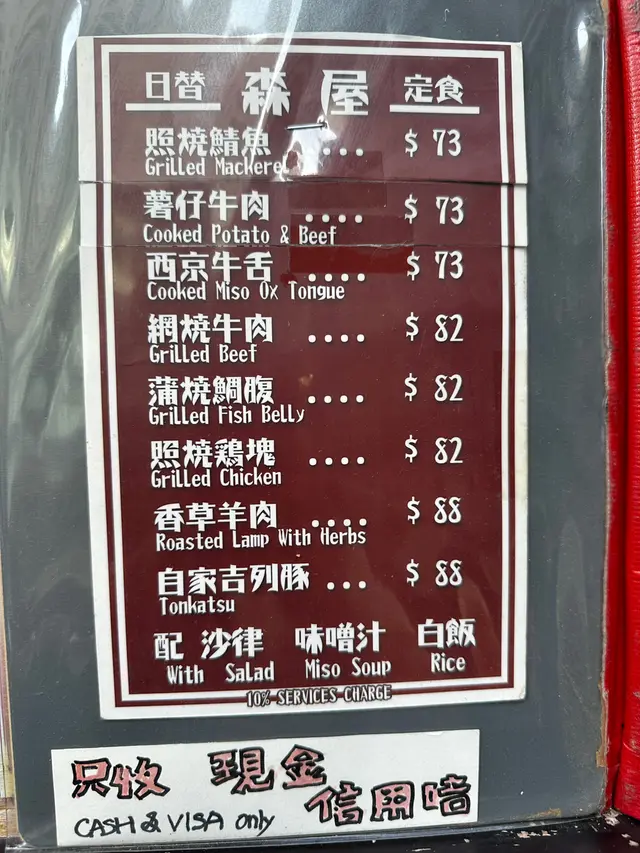 日替 森屋 定食
照燒鯖魚 .... $ 73
Grilled Mackerel
薯仔牛肉 .... $ 73
Cooked Potato & Beef
西京牛舌 .... $ 73
Cooked Miso Ox Tongue
網燒牛肉 .... $ 82
Grilled Beef
蒲燒鯛腹 .... $ 82
Grilled Fish Belly
照燒鶏塊 .... $ 82
Grilled Chicken
香草羊肉 .... $ 88
Roasted Lamp With Herbs
自家吉列豚 ... $ 88
Tonkatsu
配 沙律 味噌汁 白飯
With Salad Miso Soup Rice
10% SERVICES CHARGE
只收 現金
信用咭
CASH & VISA only